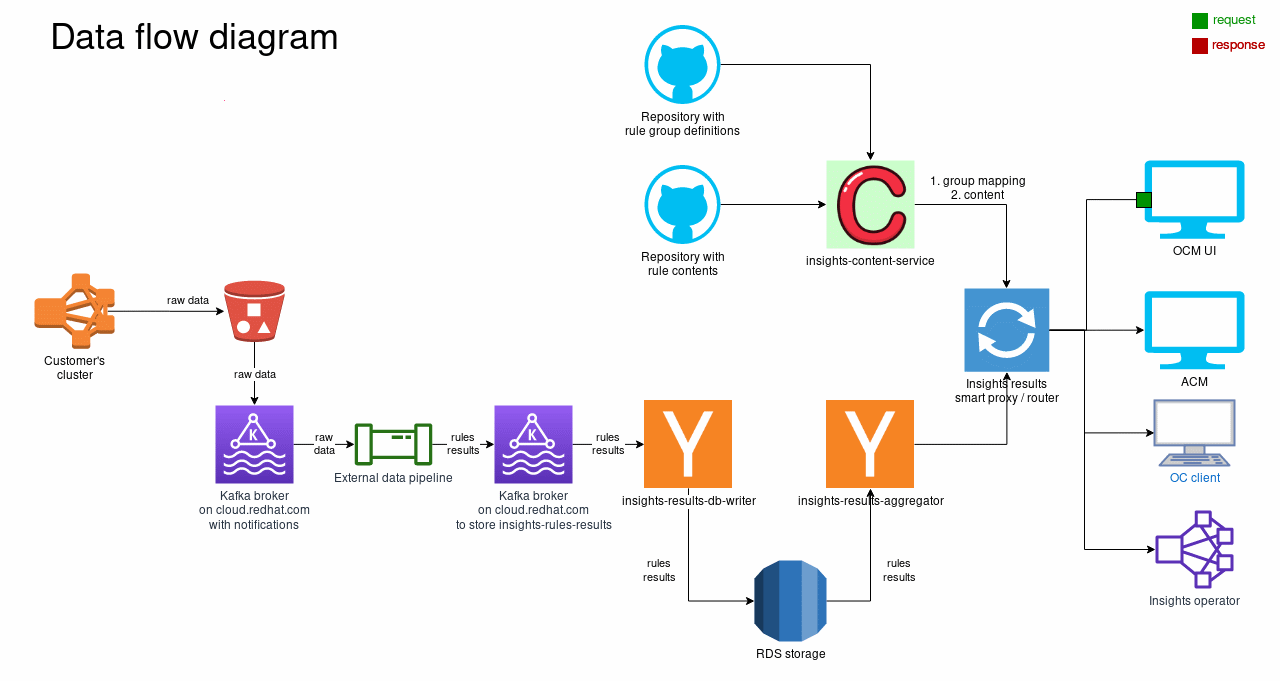 Data flow diagram
request
response
Repository with
rule group definitions
C
1. group mapping
2. content
insights-content-service
Repository with
rule contents
OCM UI
raw data
Customer's
cluster
raw data
Insights results
smart proxy / router
ACM
K
raw
data
External data pipeline
rules
results
K
rules
results
Y
Y
OC client
Kafka broker
on cloud.redhat.com
with notifications
Kafka broker
on cloud.redhat.com
to store insights-rules-results
insights-results-db-writer
insights-results-aggregator
rules
results
rules
results
Insights operator
RDS storage